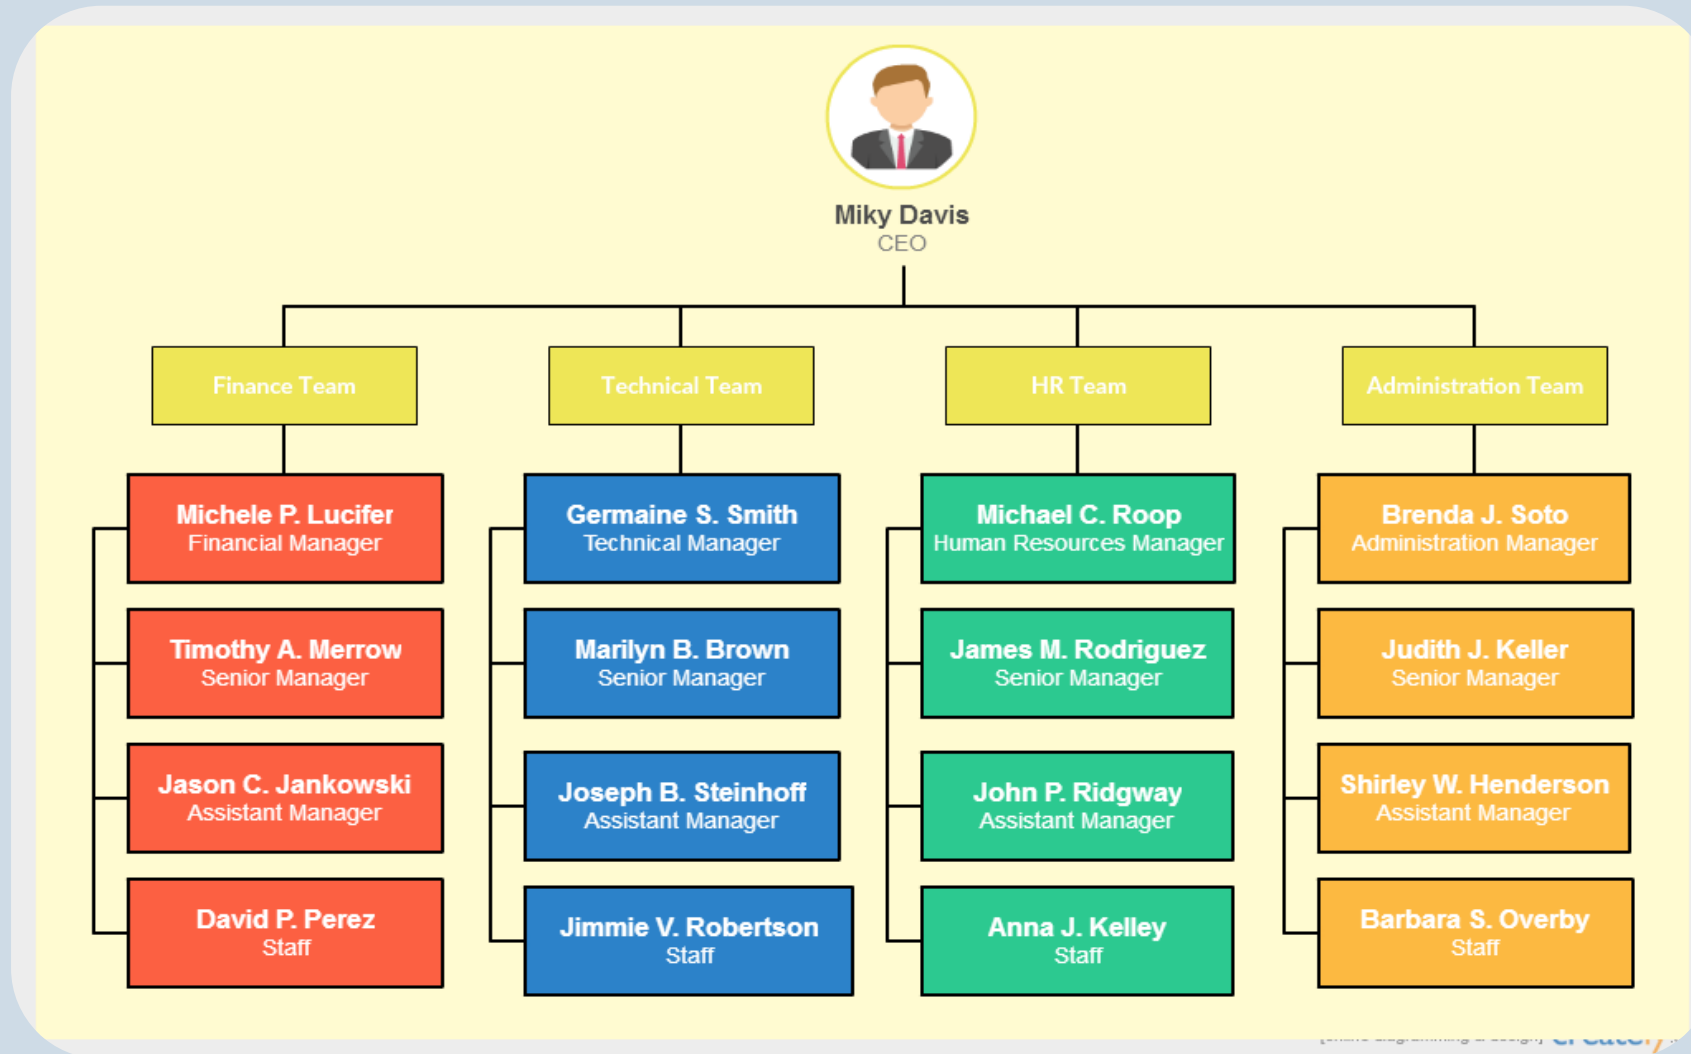 Miky Davis
CEO
Finance Team
Technical Team
HR Team
Administration Team
Michele P. Lucifer
Financial Manager
Germaine S. Smith
Technical Manager
Michael C. Roop
Human Resources Manager
Brenda J. Soto
Administration Manager
Timothy A. Merrow
Senior Manager
Marilyn B. Brown
Senior Manager
James M. Rodriguez
Senior Manager
Judith J. Keller
Senior Manager
Jason C. Jankowski
Assistant Manager
Joseph B. Steinhoff
Assistant Manager
John P. Ridgway
Assistant Manager
Shirley W. Henderson
Assistant Manager
David P. Perez
Staff
Jimmie V. Robertson
Staff
Anna J. Kelley
Staff
Barbara S. Overby
Staff